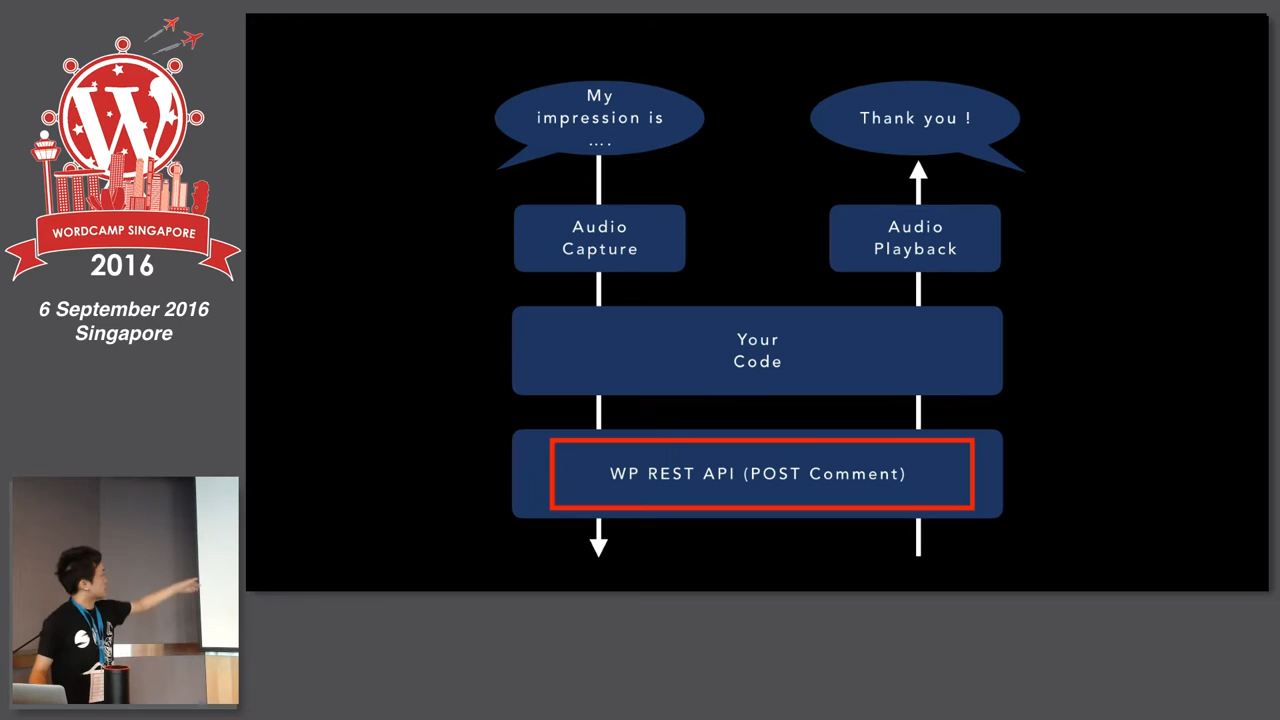 WORDCAMP SINGAPORE
2016
6 September 2016
Singapore
My
impression is
....
Thank you !
Audio
Capture
Audio
Playback
Your
Code
WP REST API (POST Comment)